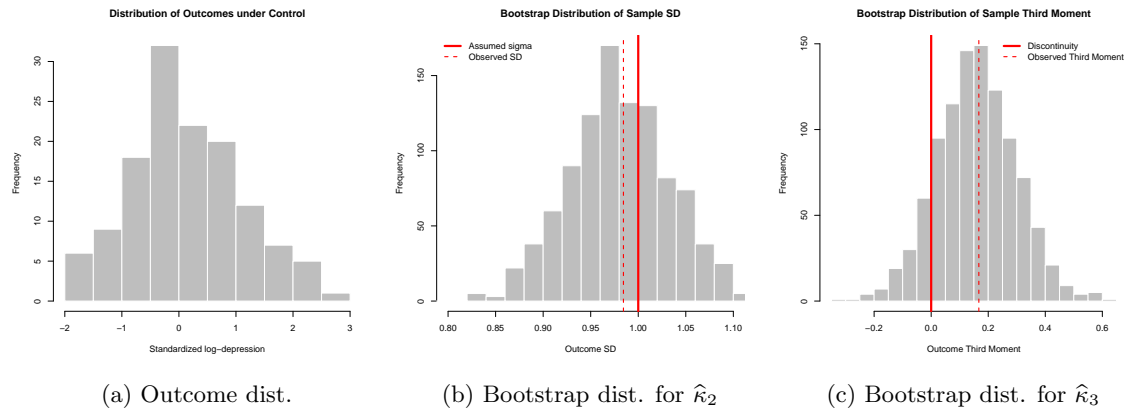 Distribution of Outcomes under Control
Frequency
0 5 10 15 20 25 30
−2 −1 0 1 2 3
Standardized log−depression
(a) Outcome dist.
Bootstrap Distribution of Sample SD
Assumed sigma
Observed SD
Frequency
0 50 100 150
0.80 0.85 0.90 0.95 1.00 1.05 1.10
Outcome SD
(b) Bootstrap dist. for κ̂₂
Bootstrap Distribution of Sample Third Moment
Discontinuity
Observed Third Moment
Frequency
0 50 100 150
−0.2 0.0 0.2 0.4 0.6
Outcome Third Moment
(c) Bootstrap dist. for κ̂₃